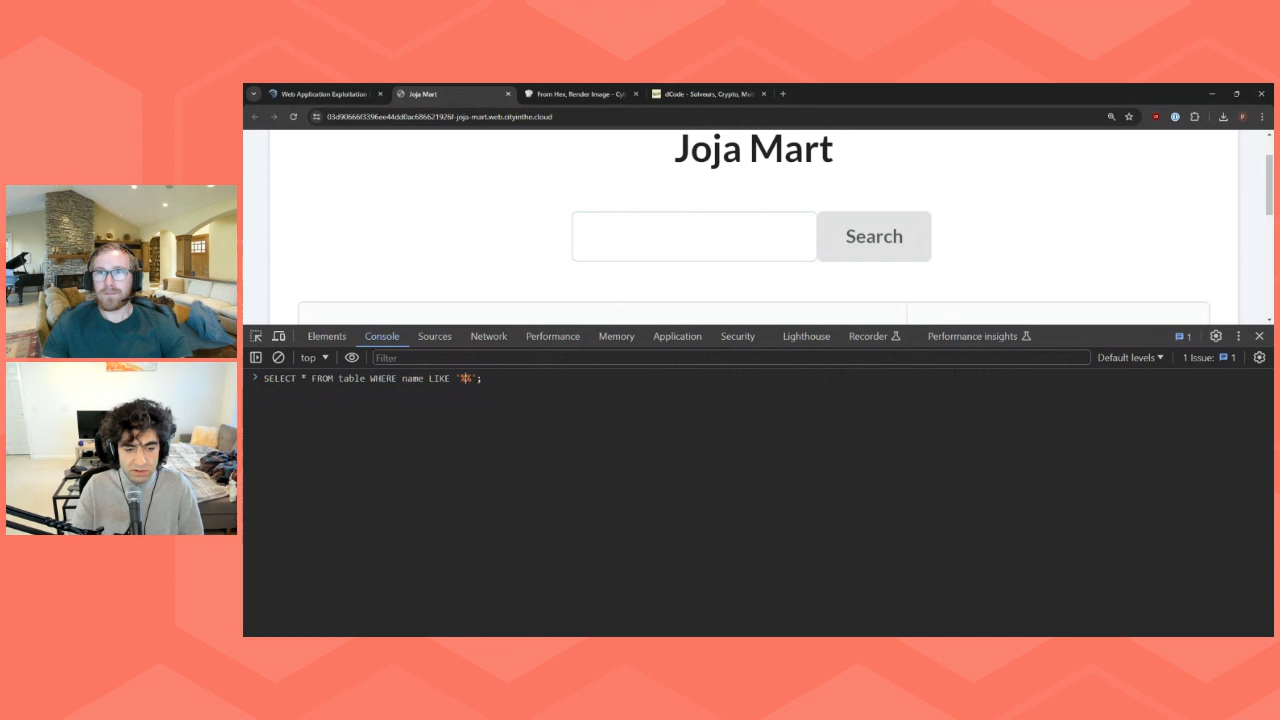 Web Application Exploitation
Joja Mart
From Hex, Render Image - Cy
dCode - Solveurs, Crypto, Mat
03d90666f3396ee44dd0ac686621926f-joja-mart.web.cityinthe.cloud
Joja Mart
Search
Elements
Console
Sources
Network
Performance
Memory
Application
Security
Lighthouse
Recorder
Performance insights
1
top
Filter
Default levels
1 Issue:
1
> SELECT * FROM table WHERE name LIKE '%%';